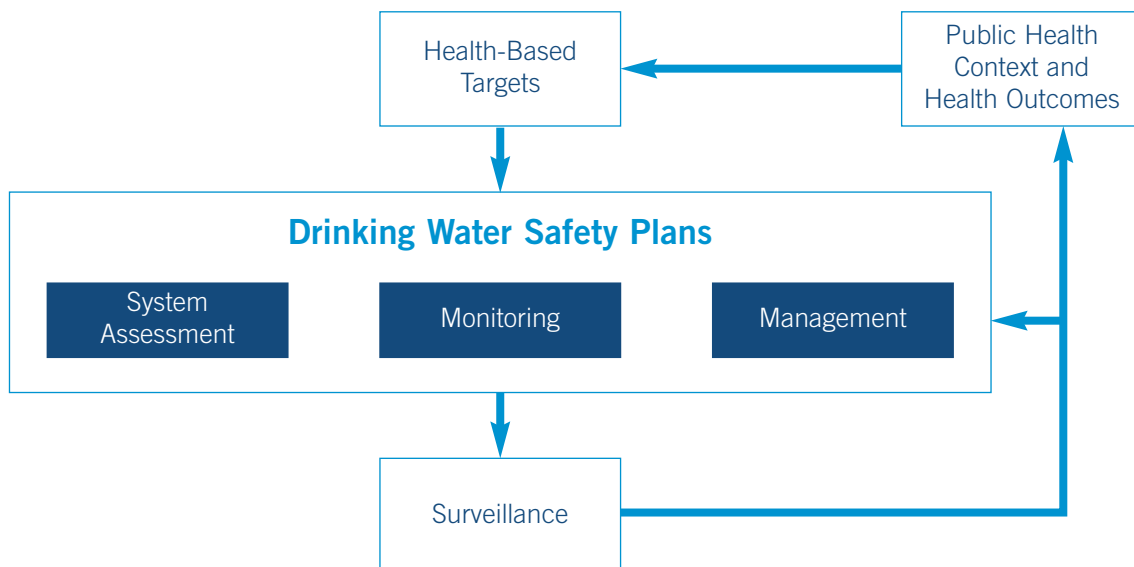 Health-Based
Targets
Public Health
Context and
Health Outcomes
Drinking Water Safety Plans
System
Assessment
Monitoring
Management
Surveillance